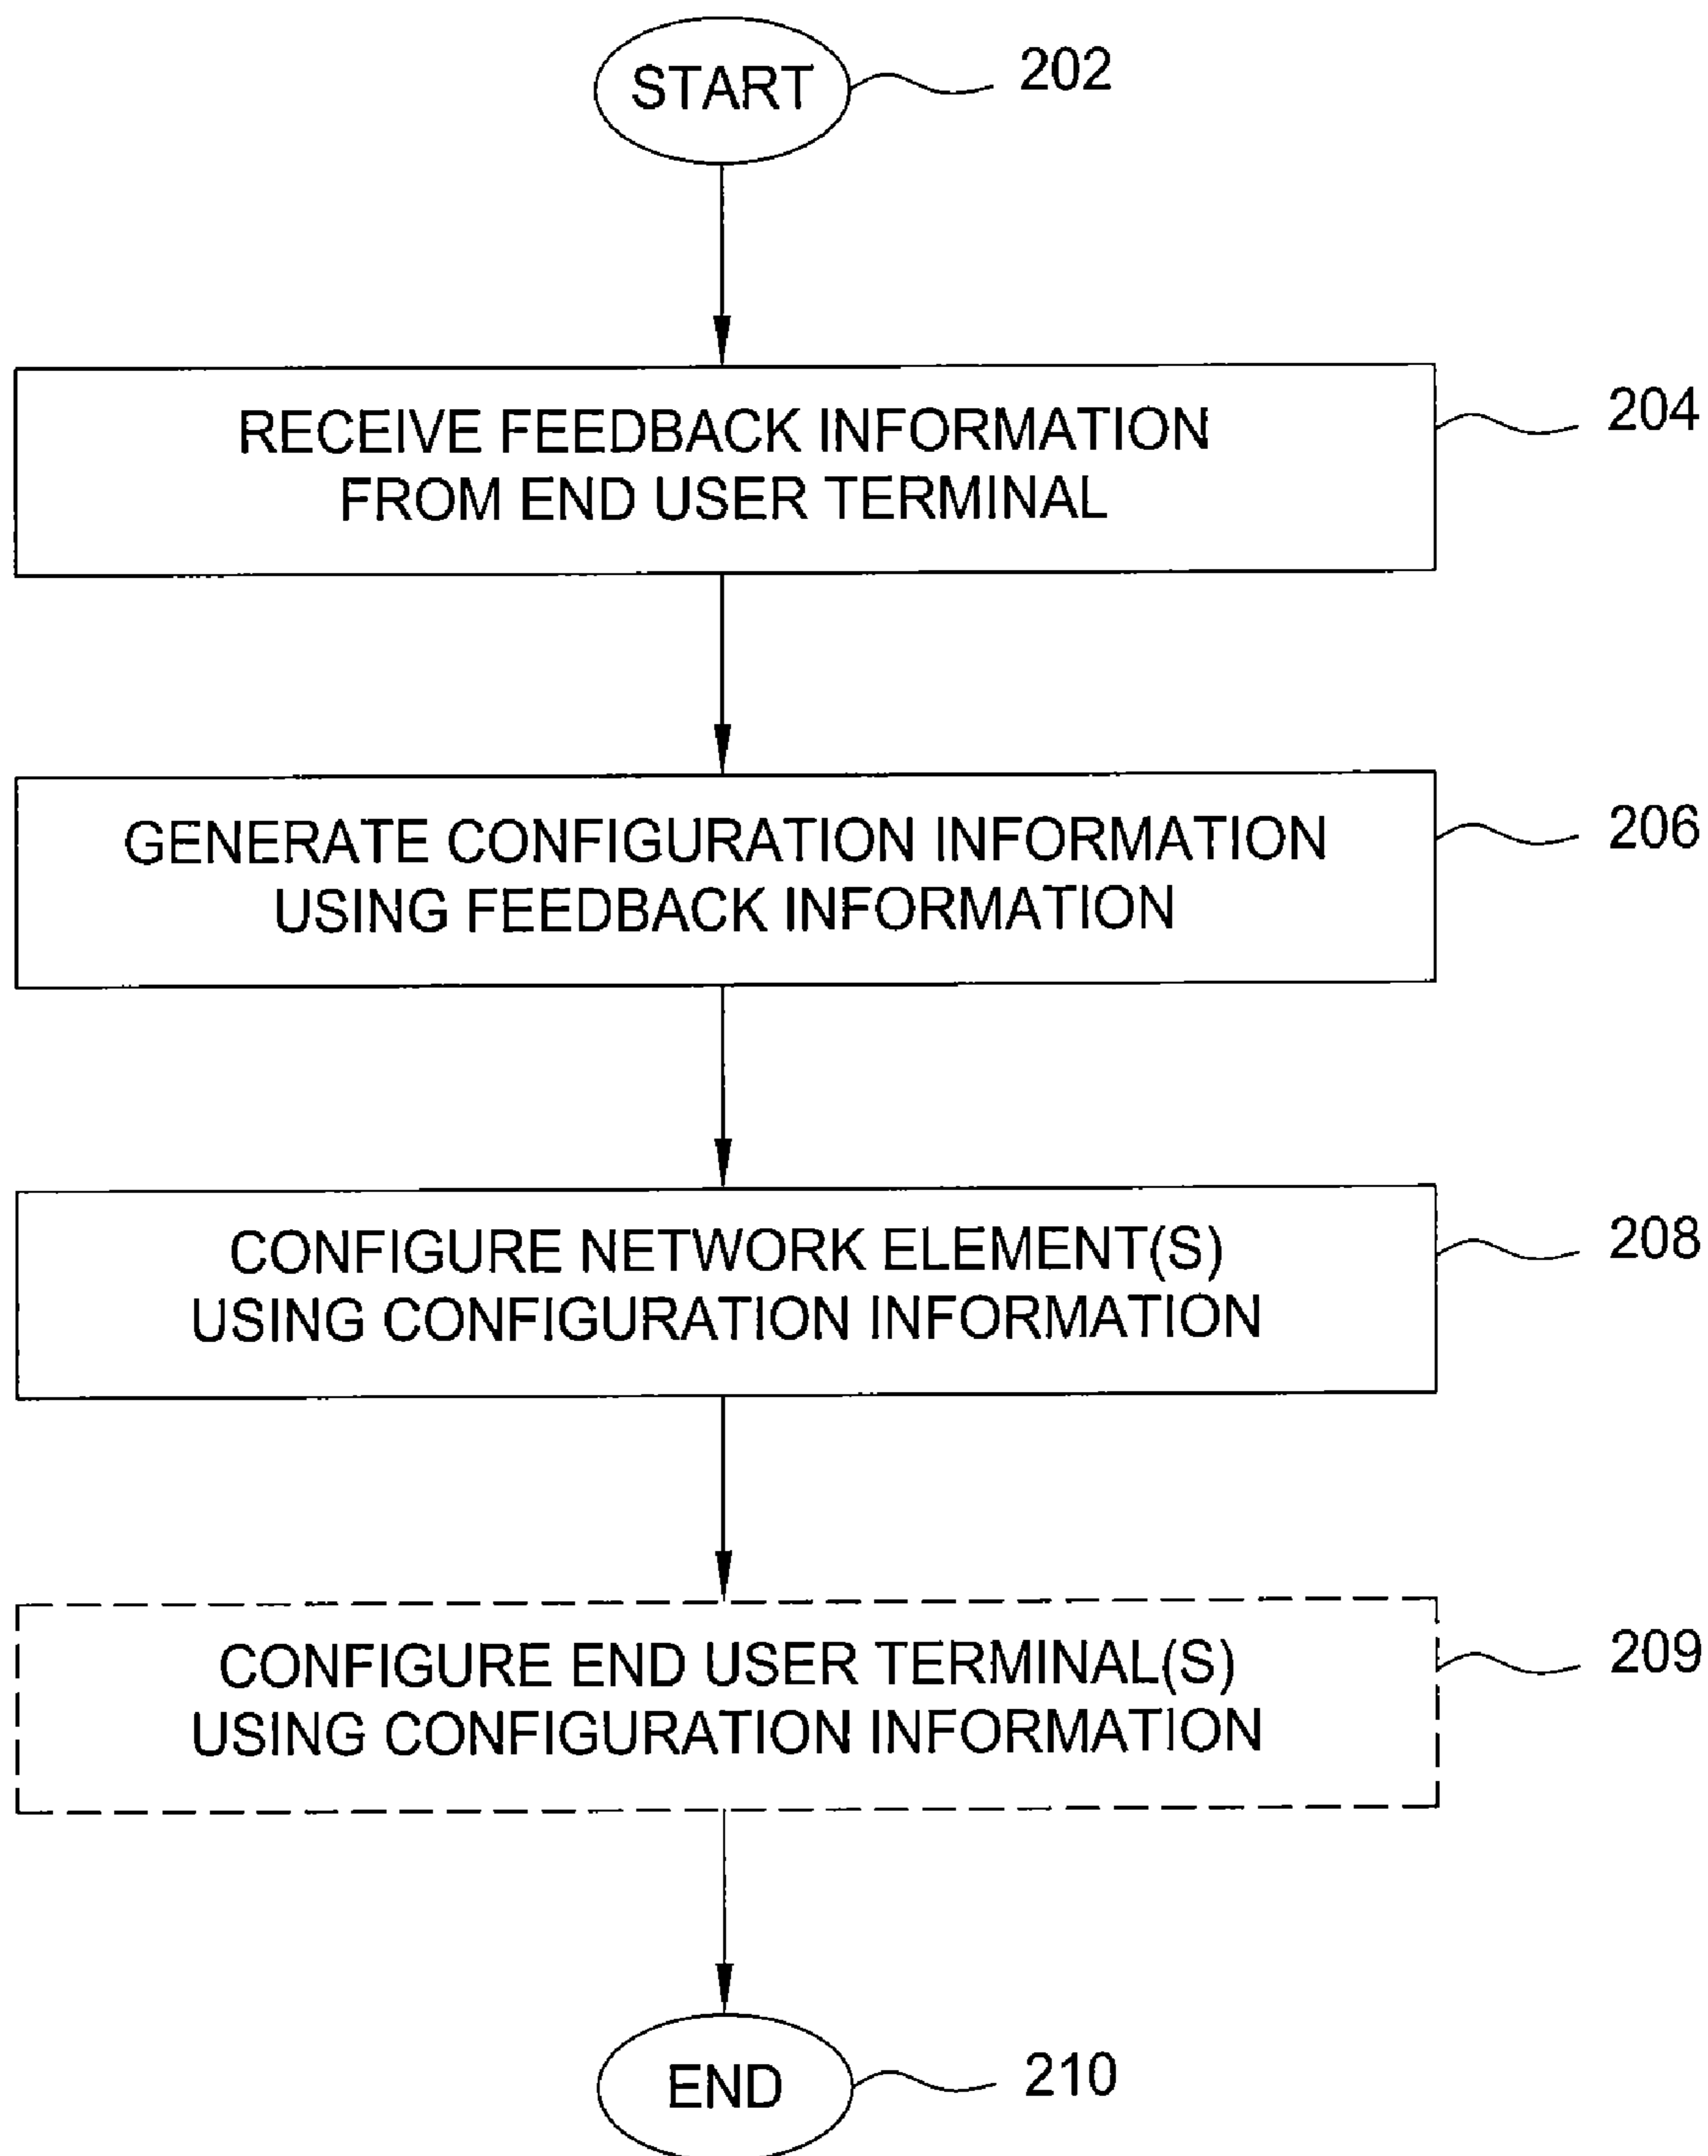 START
202
RECEIVE FEEDBACK INFORMATION
FROM END USER TERMINAL
204
GENERATE CONFIGURATION INFORMATION
USING FEEDBACK INFORMATION
206
CONFIGURE NETWORK ELEMENT(S)
USING CONFIGURATION INFORMATION
208
CONFIGURE END USER TERMINAL(S)
USING CONFIGURATION INFORMATION
209
END
210